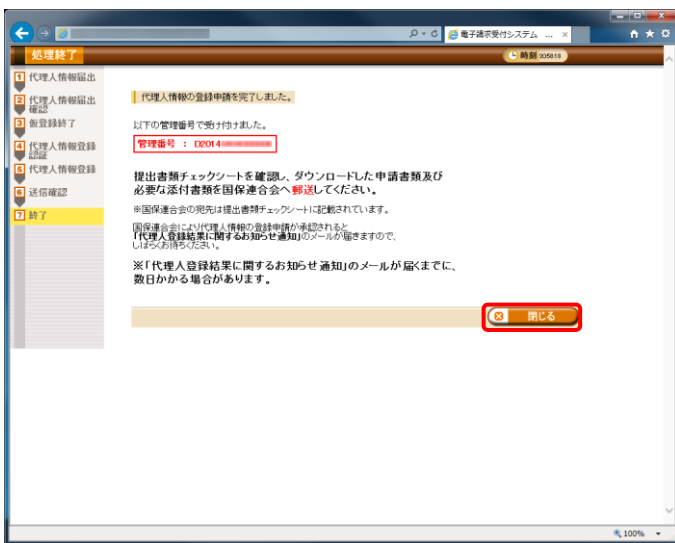 電子請求受付システム ... ×
処理終了
時刻
1 代理人情報届出
2 代理人情報届出
確認
3 仮登録終了
4 代理人情報登録
認証
5 代理人情報登録
6 送信確認
7 終了
代理人情報の登録申請を完了しました。
以下の管理番号で受け付けました。
管理番号 : D2014
提出書類チェックシートを確認し、ダウンロードした申請書類及び
必要な添付書類を国保連合会へ郵送してください。
※国保連合会の宛先は提出書類チェックシートに記載されています。
国保連合会により代理人情報の登録申請が承認されると
「代理人登録結果に関するお知らせ通知」のメールが届きますので、
しばらくお待ちください。
※「代理人登録結果に関するお知らせ通知」のメールが届くまでに、
数日かかる場合があります。
閉じる
100%